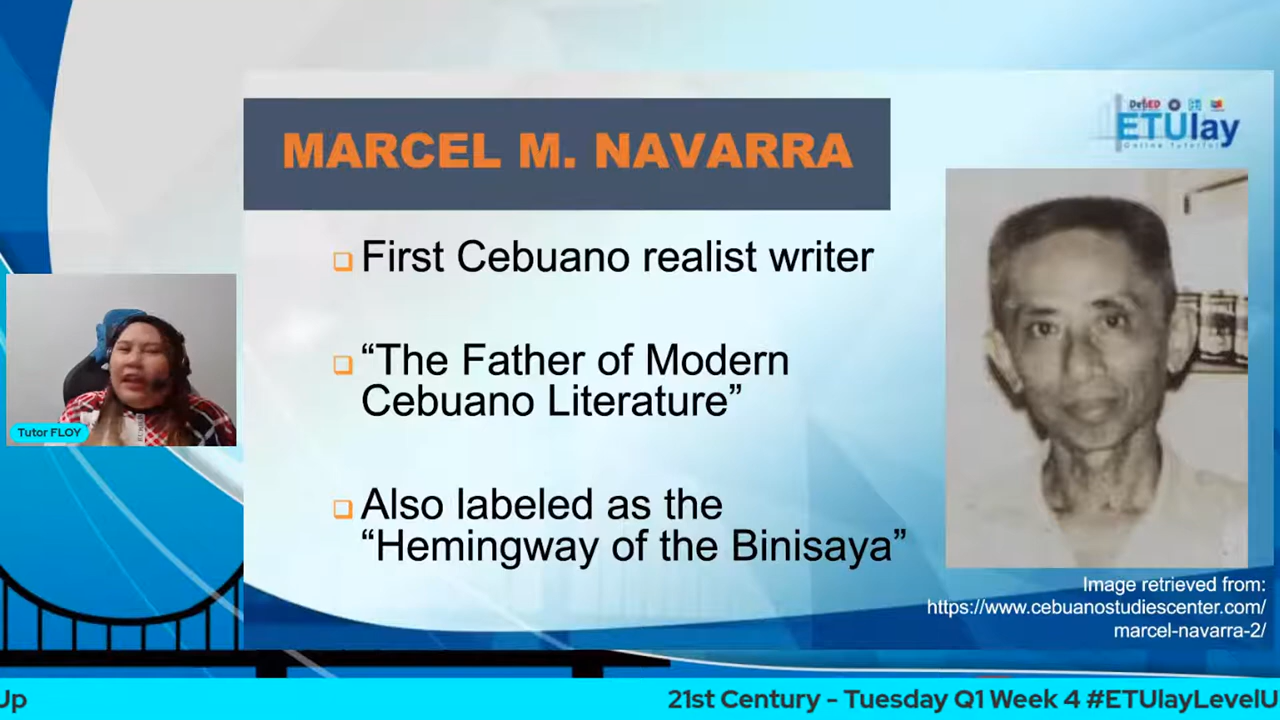 MARCEL M. NAVARRA
DepED
ETUlay
First Cebuano realist writer
“The Father of Modern
Cebuano Literature”
Also labeled as the
“Hemingway of the Binisaya”
Tutor FLOY
Image retrieved from:
https://www.cebuanostudiescenter.com/
marcel-navarra-2/
Up
21st Century - Tuesday Q1 Week 4 #ETUlayLevelU